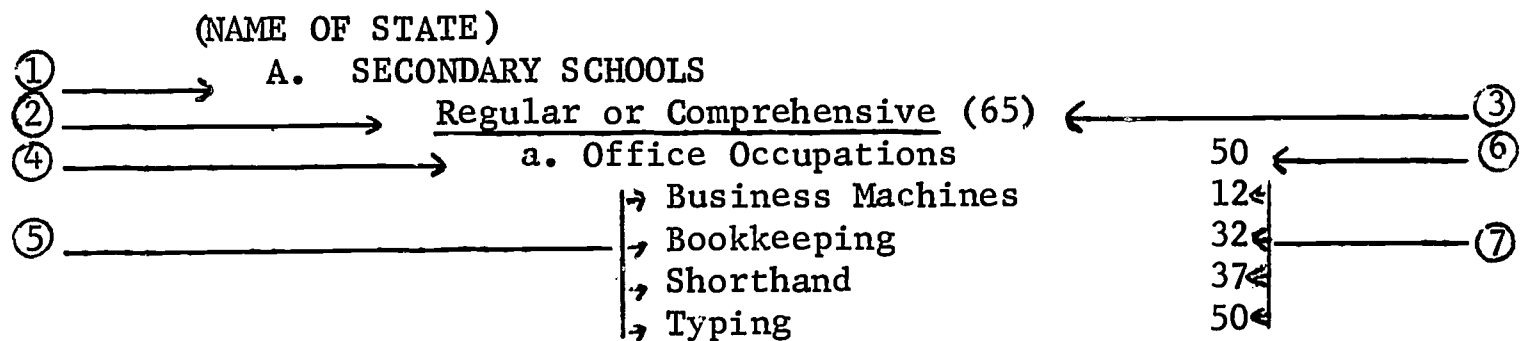 (NAME OF STATE)
① A. SECONDARY SCHOOLS
② Regular or Comprehensive (65) ③
④ a. Office Occupations 50 ⑥
Business Machines 12
⑤ Bookkeeping 32 ⑦
Shorthand 37
Typing 50